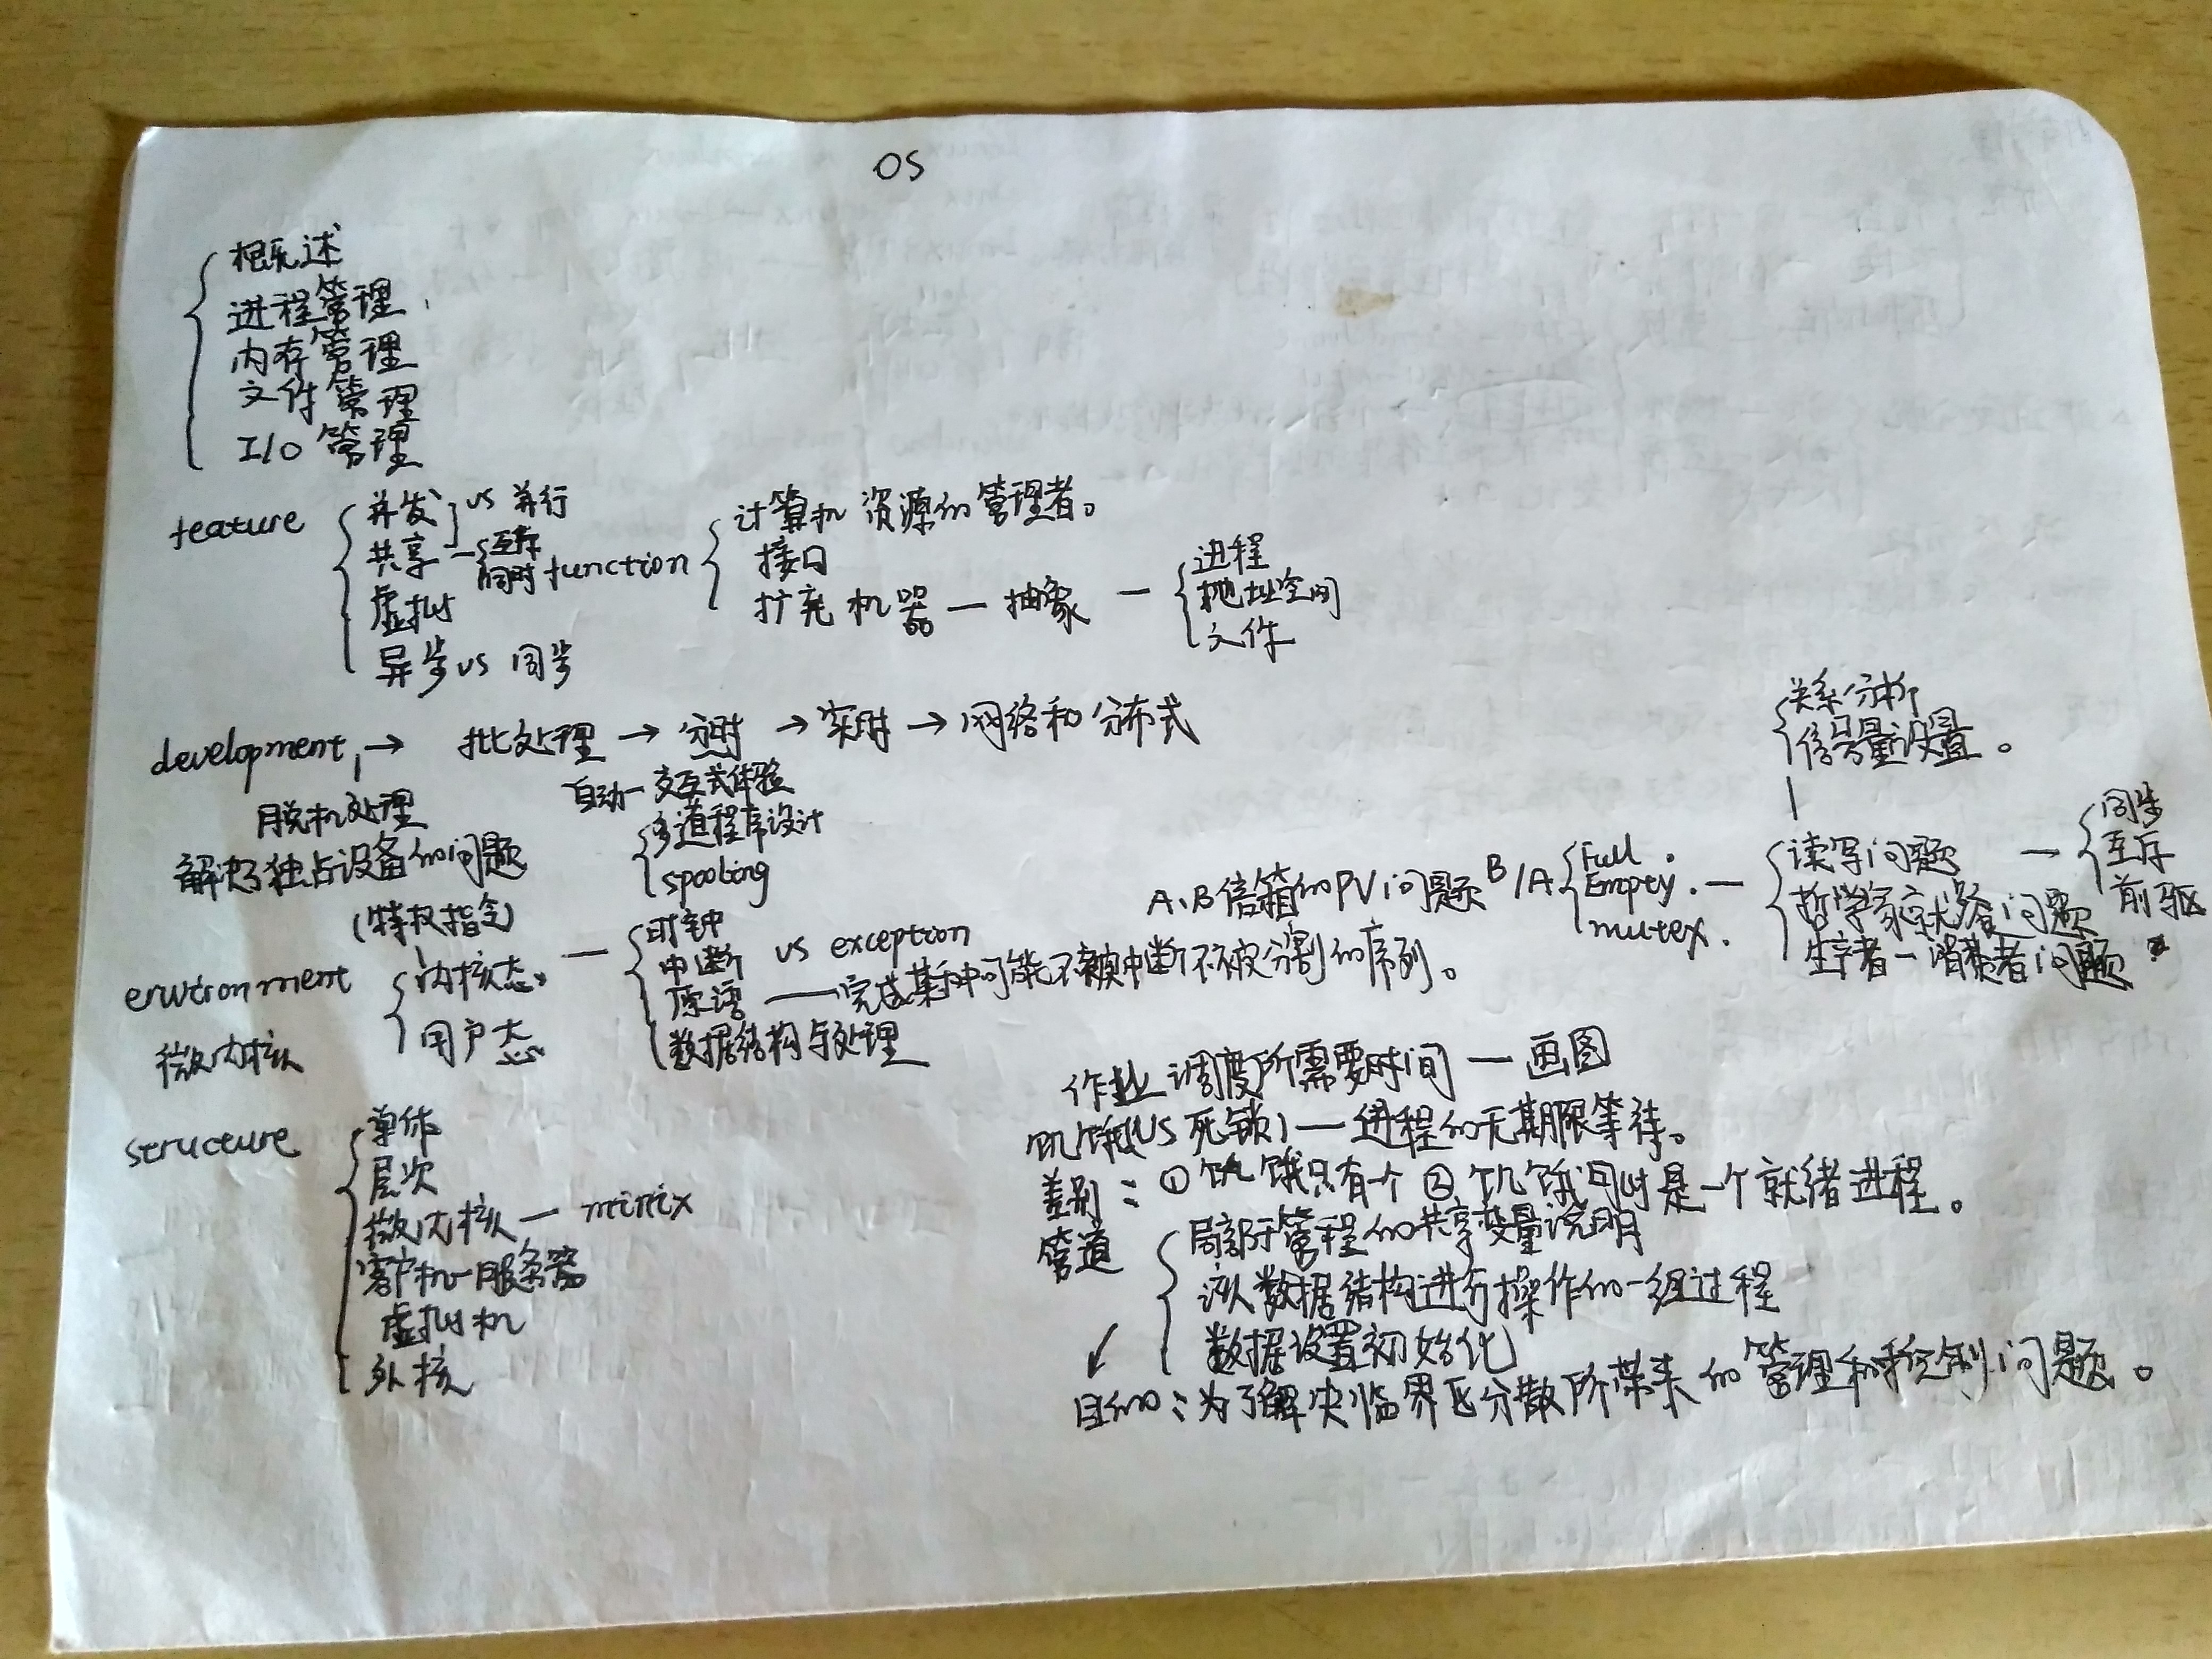 OS
概述
进程管理
内存管理
文件管理
I/O 管理
feature
并发 vs 并行
共享 — 互斥
同时
虚拟
异步 vs 同步
function
计算机资源的管理者。
接口
扩充机器 — 抽象 —
进程
地址空间
文件
development → 批处理 → 分时 → 实时 → 网络和分布式
脱机处理
解决了独占设备的问题
自动一交互式体验
多道程序设计
spooling
(特权指令)
environment
内核态
用户态
微内核
时钟
中断 vs exception
原语 — 完成某种功能不被中断不被分割的序列。
数据结构与处理
structure
单体
层次
微内核 — minix
客户机一服务器
虚拟机
外核
关系分析
信号量设置。
A、B信箱的PV问题 B/A
Full.
Empty. —
mutex.
读写问题 —
哲学家就餐问题
生产者一消费者问题
同步
互斥
前驱
作业调度所需要时间 — 画图
饥饿(VS 死锁) — 进程的无期限等待。
差别：① 饥饿只有一个 ② 饥饿同时是一个就绪进程。
管道
局部于管程的共享变量说明
该数据结构进行操作的一组过程
数据设置初始化
目的：为了解决临界区分散所带来的管理和控制问题。